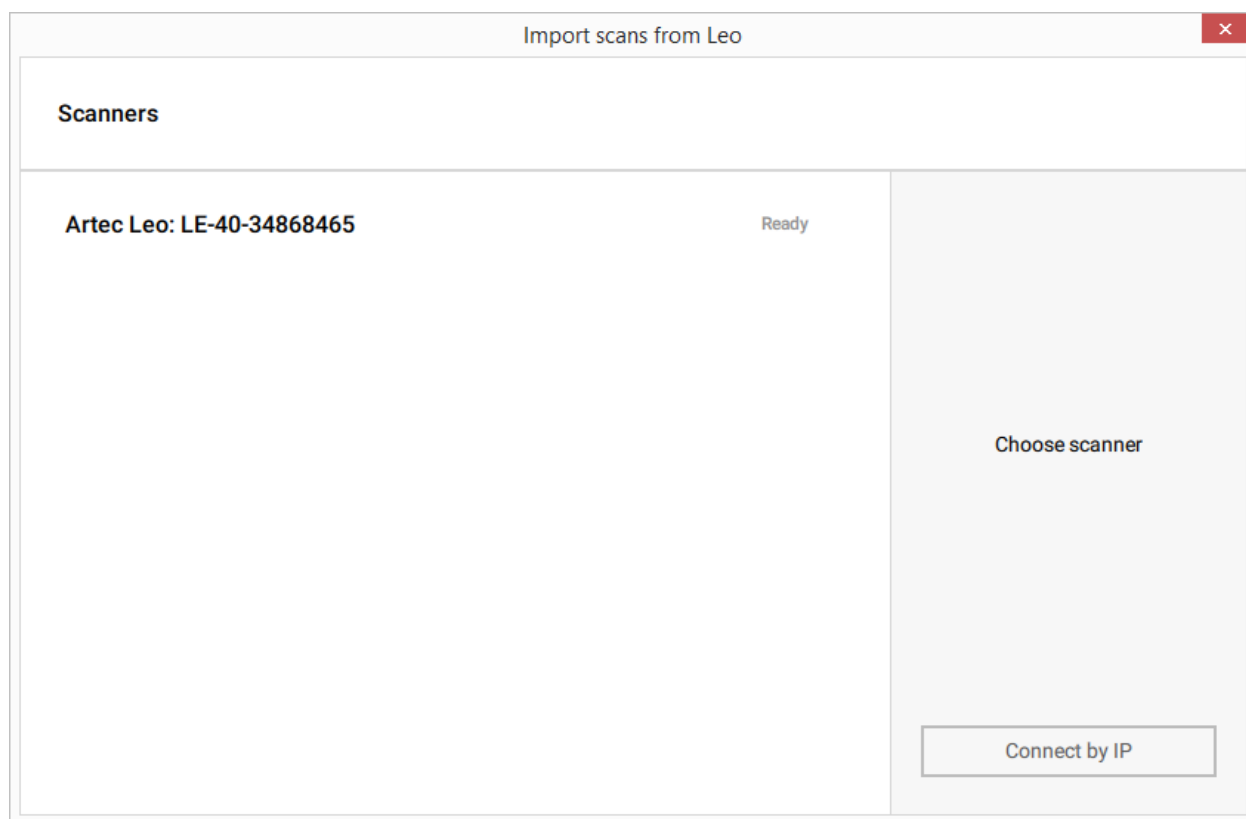 Import scans from Leo
Scanners
Artec Leo: LE-40-34868465
Ready
Choose scanner
Connect by IP